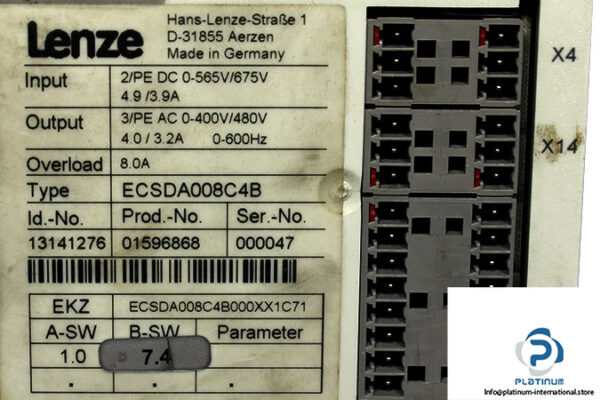 Lenze
Hans-Lenze-Straße 1
D-31855 Aerzen
Made in Germany
Input 2/PE DC 0-565V/675V
4.9 /3.9A
Output 3/PE AC 0-400V/480V
4.0 / 3.2A 0-600Hz
Overload 8.0A
Type ECSDA008C4B
Id.-No. Prod.-No. Ser.-No.
13141276 01596868 000047
EKZ ECSDA008C4B000XX1C71
A-SW B-SW Parameter
1.0 7.4
. . .
X4
X14
PLATINUM
https://platinum-international.store